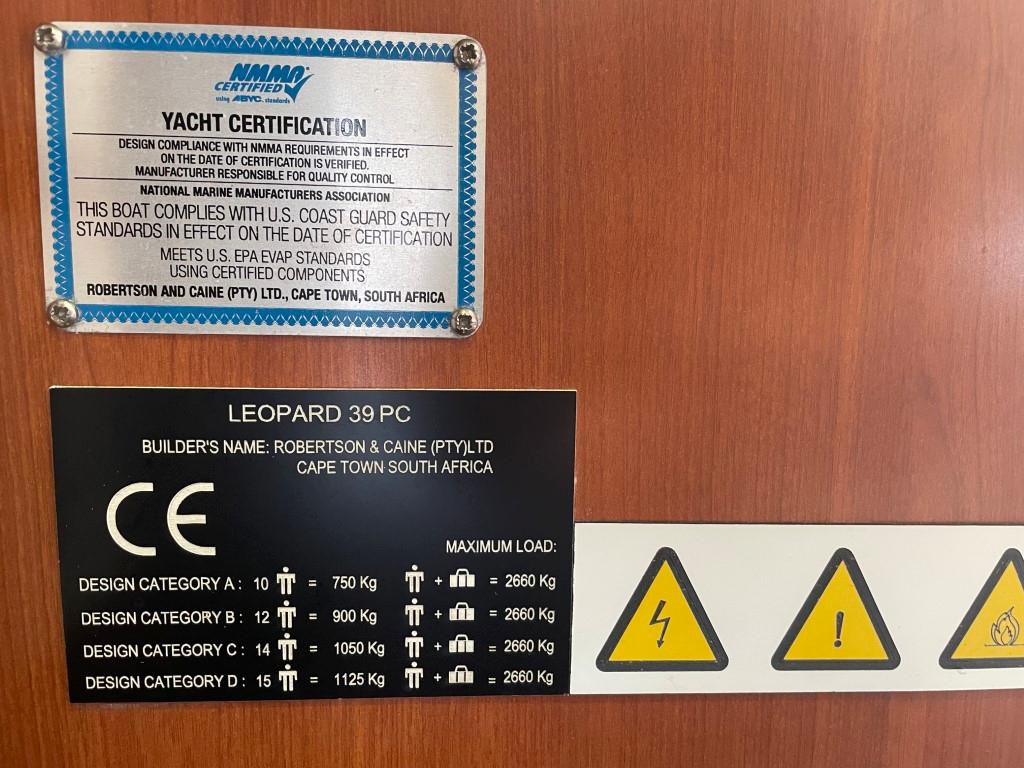 NMMA
CERTIFIED
using ABYC standards
YACHT CERTIFICATION
DESIGN COMPLIANCE WITH NMMA REQUIREMENTS IN EFFECT
ON THE DATE OF CERTIFICATION IS VERIFIED.
MANUFACTURER RESPONSIBLE FOR QUALITY CONTROL
NATIONAL MARINE MANUFACTURERS ASSOCIATION
THIS BOAT COMPLIES WITH U.S. COAST GUARD SAFETY
STANDARDS IN EFFECT ON THE DATE OF CERTIFICATION
MEETS U.S. EPA EVAP STANDARDS
USING CERTIFIED COMPONENTS
ROBERTSON AND CAINE (PTY) LTD., CAPE TOWN, SOUTH AFRICA
LEOPARD 39 PC
BUILDER'S NAME: ROBERTSON & CAINE (PTY)LTD
CAPE TOWN SOUTH AFRICA
CE
MAXIMUM LOAD:
DESIGN CATEGORY A : 10 = 750 Kg + = 2660 Kg
DESIGN CATEGORY B : 12 = 900 Kg + = 2660 Kg
DESIGN CATEGORY C : 14 = 1050 Kg + = 2660 Kg
DESIGN CATEGORY D : 15 = 1125 Kg + = 2660 Kg
!